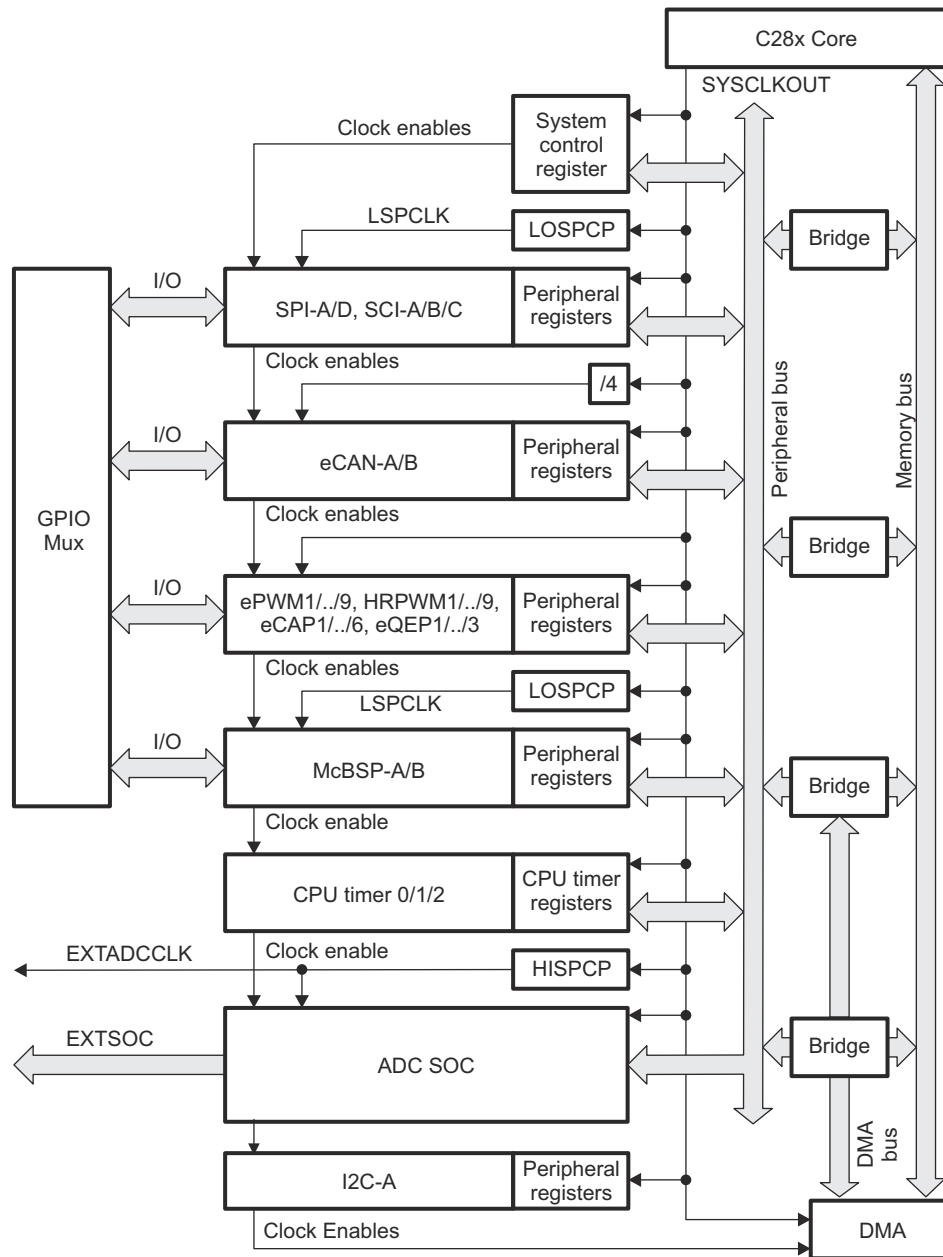 C28x Core
SYSCLKOUT
Clock enables
System
control
register
LSPCLK
LOSPCP
Bridge
I/O
SPI-A/D, SCI-A/B/C
Peripheral
registers
Clock enables
/4
Peripheral bus
Memory bus
I/O
eCAN-A/B
Peripheral
registers
Clock enables
GPIO
Mux
Bridge
I/O
ePWM1/../9, HRPWM1/../9,
eCAP1/../6, eQEP1/../3
Peripheral
registers
Clock enables
LSPCLK
LOSPCP
I/O
McBSP-A/B
Peripheral
registers
Bridge
Clock enable
CPU timer 0/1/2
CPU timer
registers
EXTADCCLK
Clock enable
HISPCP
EXTSOC
ADC SOC
Bridge
DMA
bus
I2C-A
Peripheral
registers
Clock Enables
DMA